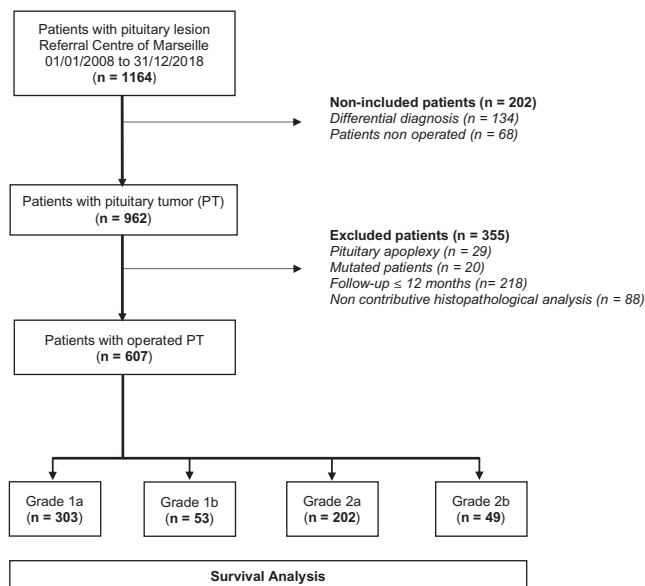 Patients with pituitary lesion
Referral Centre of Marseille
01/01/2008 to 31/12/2018
(n = 1164)
Non-included patients (n = 202)
Differential diagnosis (n = 134)
Patients non operated (n = 68)
Patients with pituitary tumor (PT)
(n = 962)
Excluded patients (n = 355)
Pituitary apoplexy (n = 29)
Mutated patients (n = 20)
Follow-up ≤ 12 months (n= 218)
Non contributive histopathological analysis (n = 88)
Patients with operated PT
(n = 607)
Grade 1a
(n = 303)
Grade 1b
(n = 53)
Grade 2a
(n = 202)
Grade 2b
(n = 49)
Survival Analysis